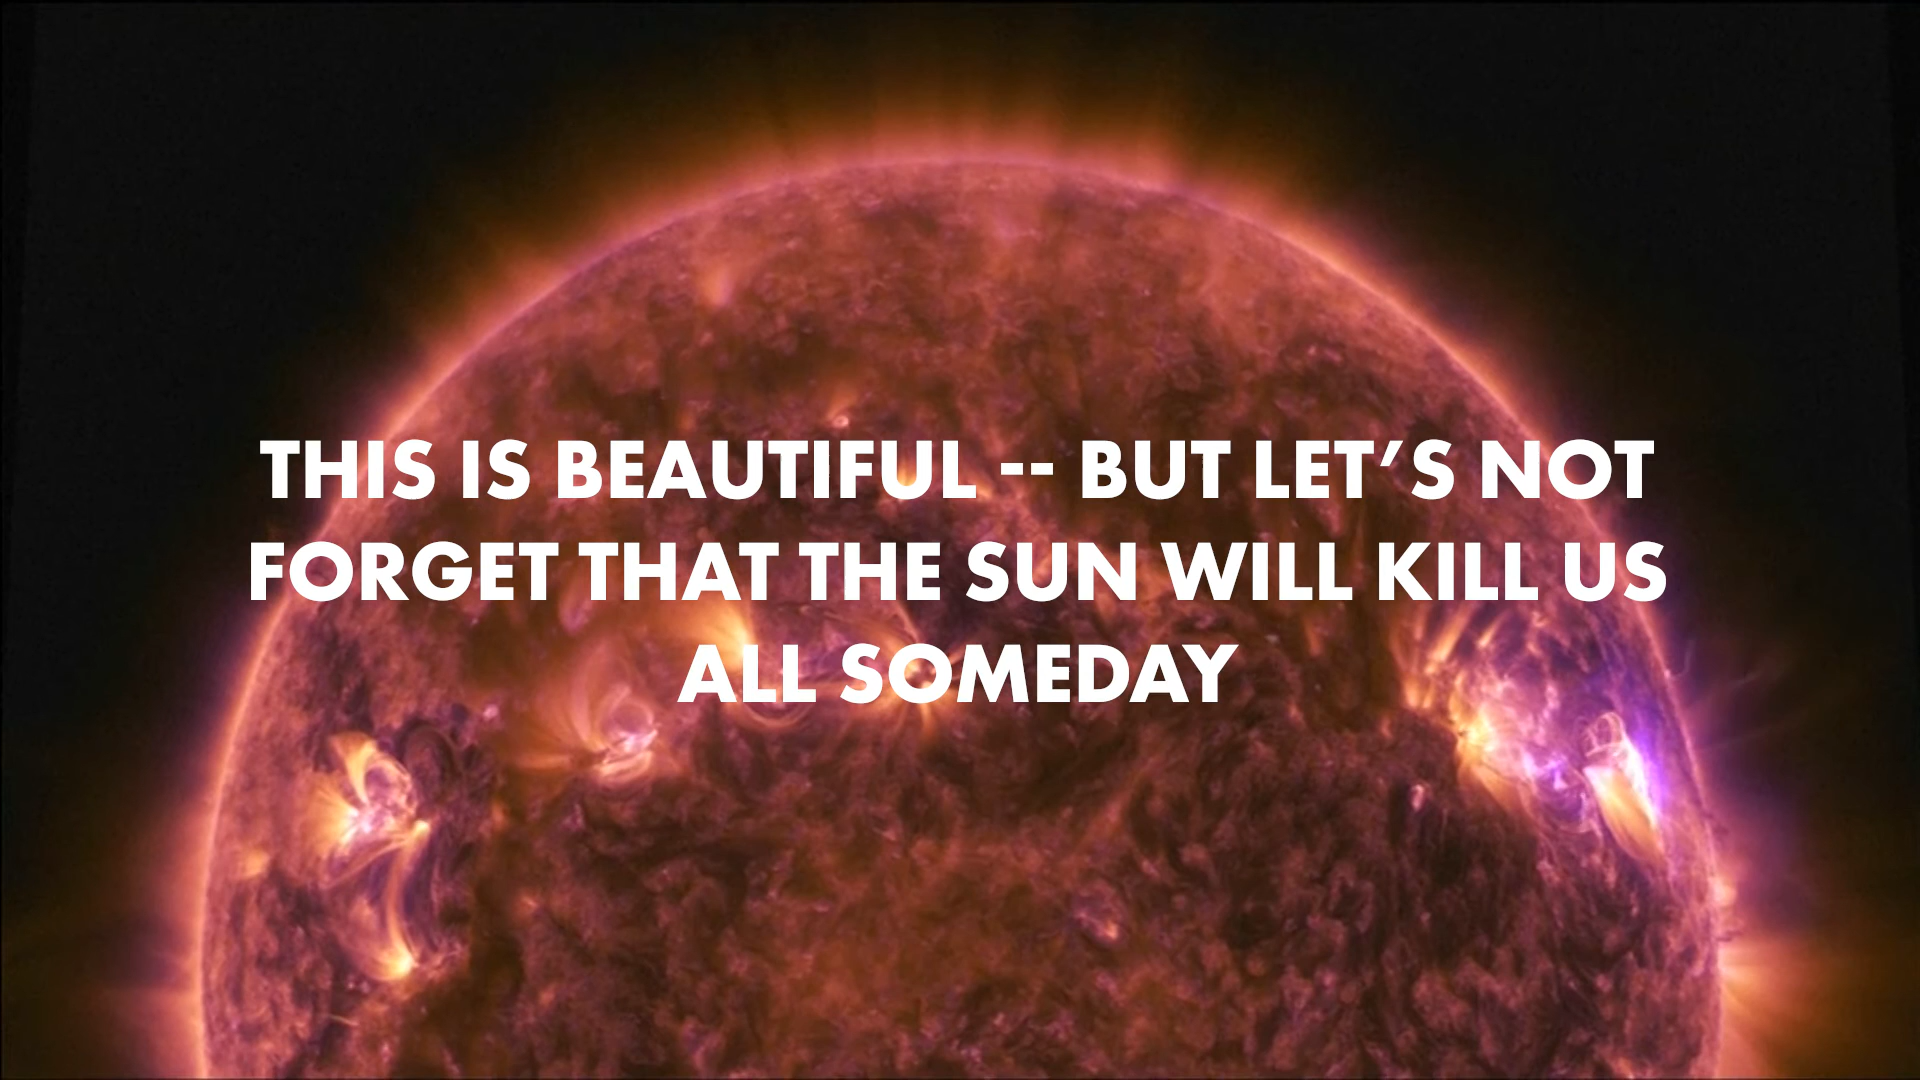 THIS IS BEAUTIFUL -- BUT LET’S NOT
FORGET THAT THE SUN WILL KILL US
ALL SOMEDAY